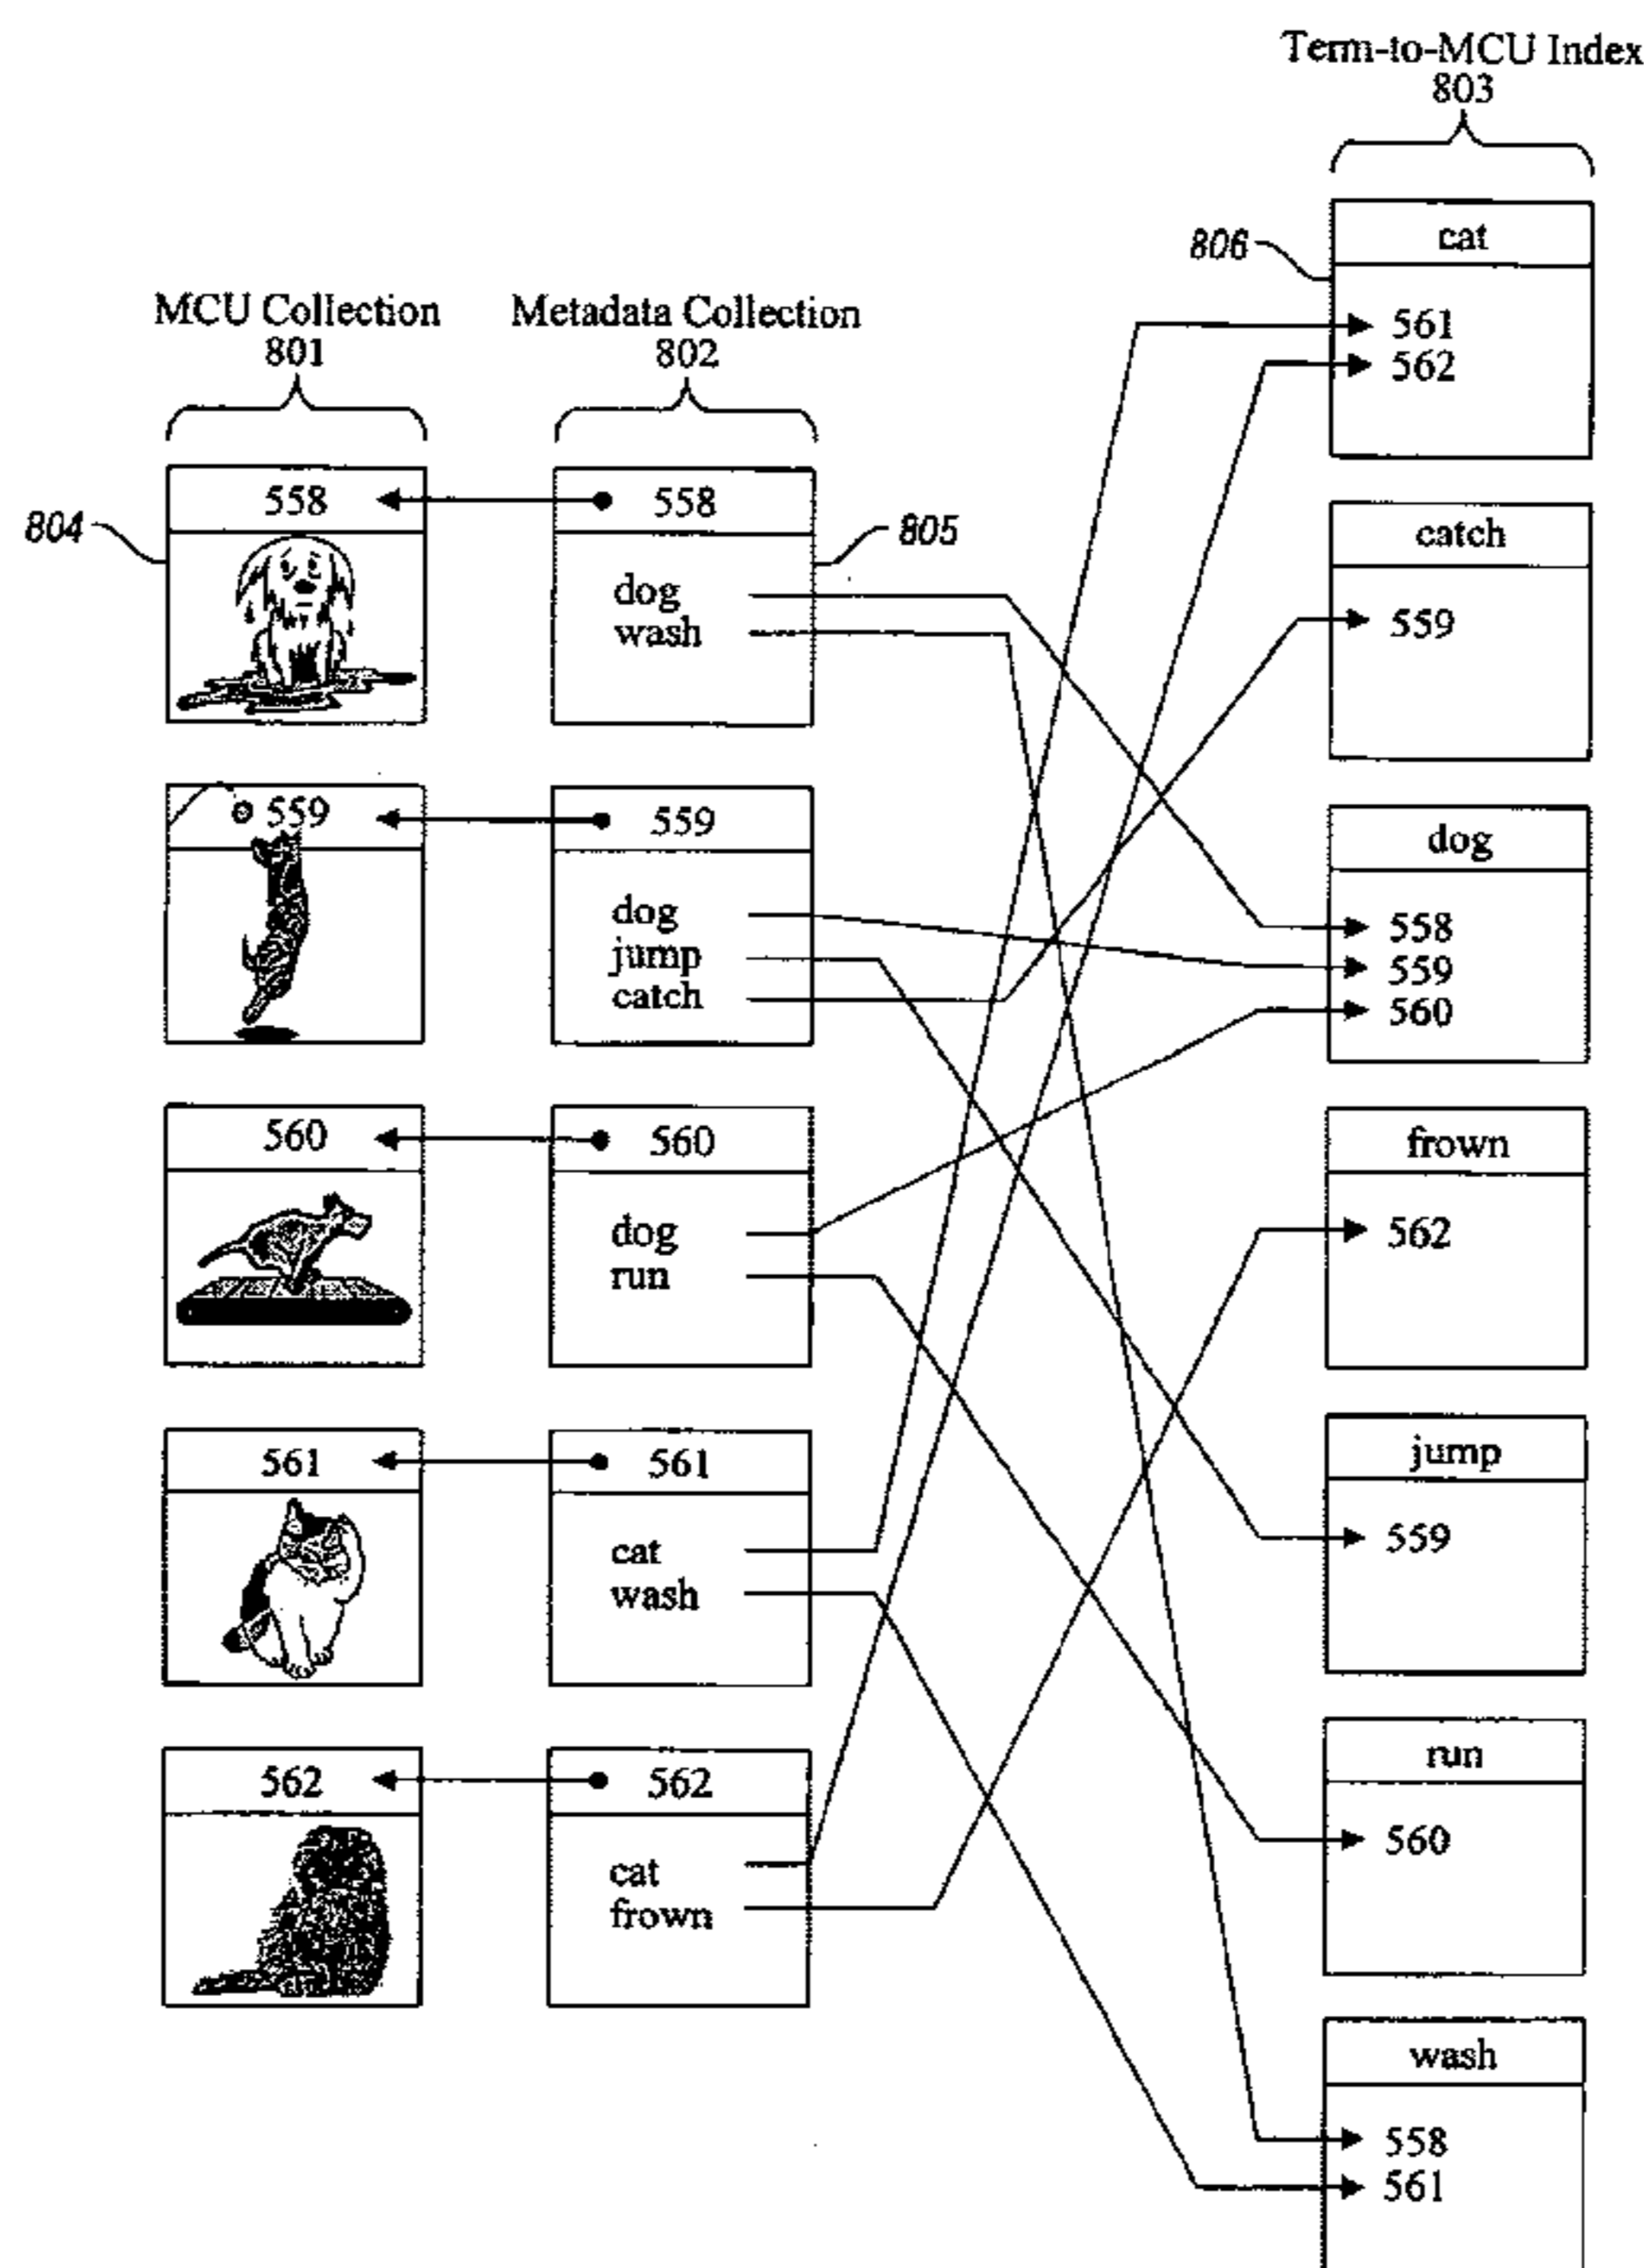 Term-to-MCU Index
803
806
cat
561
562
MCU Collection
801
Metadata Collection
802
804
558
558
805
dog
wash
catch
559
559
559
dog
jump
catch
dog
558
559
560
560
560
dog
run
frown
562
561
561
cat
wash
jump
559
562
562
cat
frown
run
560
wash
558
561